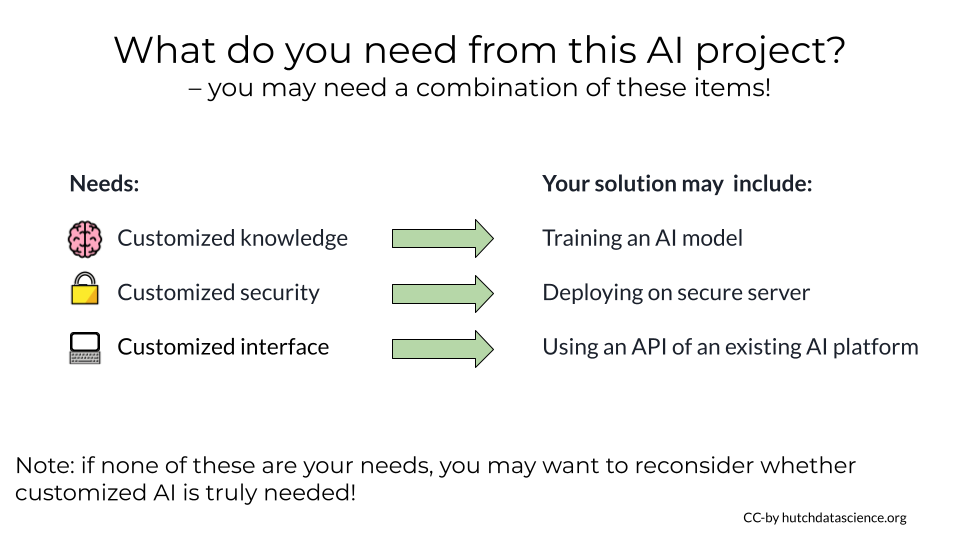 What do you need from this AI project?
– you may need a combination of these items!
Needs:
Your solution may include:
Customized knowledge
Training an AI model
Customized security
Deploying on secure server
Customized interface
Using an API of an existing AI platform
Note: if none of these are your needs, you may want to reconsider whether
customized AI is truly needed!
CC-by hutchdatascience.org